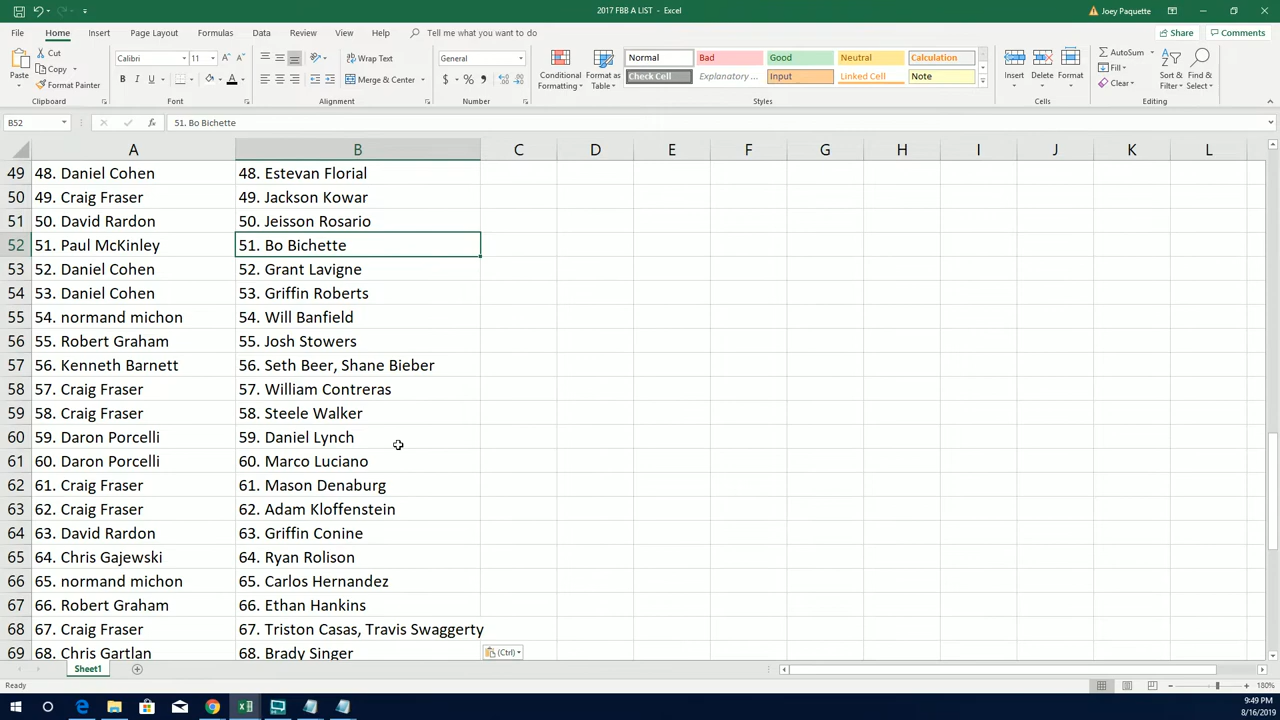 2017 FBB A LIST - Excel
Joey Paquette
File Home Insert Page Layout Formulas Data Review View Help Tell me what you want to do
Share Comments
Paste Cut Copy Format Painter Clipboard
Calibri 11 B I U A Font
Wrap Text Merge & Center Alignment
General $ % , Number
Conditional Formatting Format as Table
Normal Bad Good Neutral Calculation
Check Cell Explanatory ... Input Linked Cell Note
Styles
Insert Delete Format Cells
AutoSum Fill Clear Sort & Filter Find & Select Editing
B52 fx 51. Bo Bichette
A B C D E F G H I J K L
49 48. Daniel Cohen 48. Estevan Florial
50 49. Craig Fraser 49. Jackson Kowar
51 50. David Rardon 50. Jeisson Rosario
52 51. Paul McKinley 51. Bo Bichette
53 52. Daniel Cohen 52. Grant Lavigne
54 53. Daniel Cohen 53. Griffin Roberts
55 54. normand michon 54. Will Banfield
56 55. Robert Graham 55. Josh Stowers
57 56. Kenneth Barnett 56. Seth Beer, Shane Bieber
58 57. Craig Fraser 57. William Contreras
59 58. Craig Fraser 58. Steele Walker
60 59. Daron Porcelli 59. Daniel Lynch
61 60. Daron Porcelli 60. Marco Luciano
62 61. Craig Fraser 61. Mason Denaburg
63 62. Craig Fraser 62. Adam Kloffenstein
64 63. David Rardon 63. Griffin Conine
65 64. Chris Gajewski 64. Ryan Rolison
66 65. normand michon 65. Carlos Hernandez
67 66. Robert Graham 66. Ethan Hankins
68 67. Craig Fraser 67. Triston Casas, Travis Swaggerty
69 68. Chris Gartlan 68. Brady Singer
(Ctrl)
Sheet1
Ready 180%
9:49 PM
8/16/2019